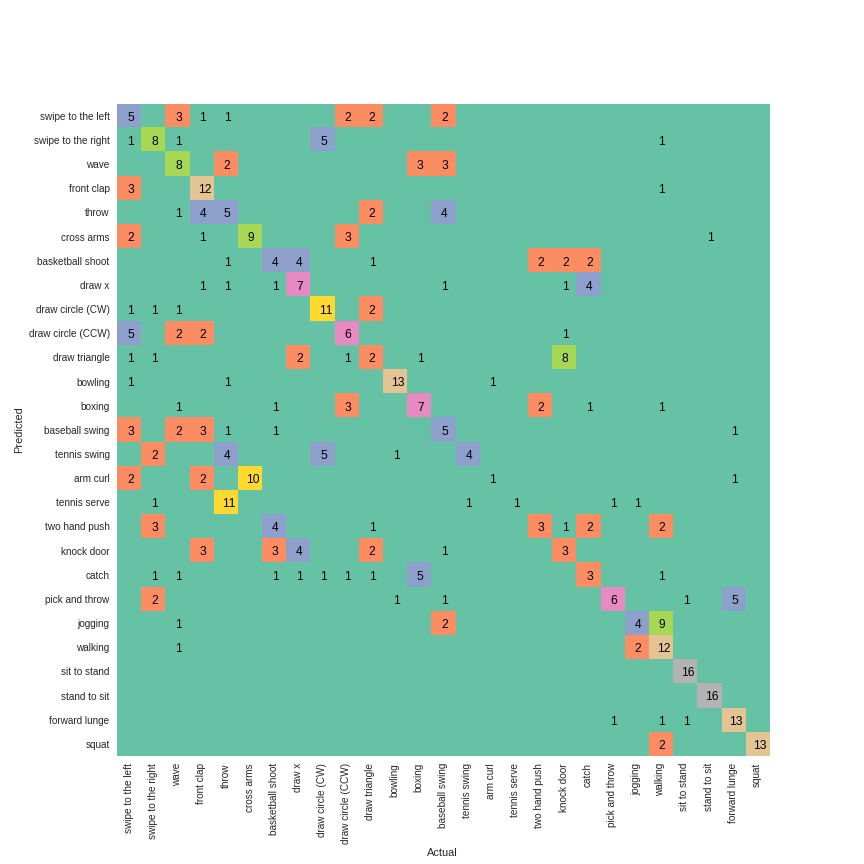 swipe to the left 5 3 1 1 2 2 2
swipe to the right 1 8 1 5 1
wave 8 2 3 3
front clap 3 12 1
throw 1 4 5 2 4
cross arms 2 1 9 3 1
basketball shoot 1 4 4 1 2 2 2
draw x 1 1 1 7 1 1 4
draw circle (CW) 1 1 1 11 2
draw circle (CCW) 5 2 2 6 1
draw triangle 1 1 2 1 2 1 8
bowling 1 1 13 1
boxing 1 1 3 7 2 1 1
baseball swing 3 2 3 1 1 5 1
tennis swing 2 4 5 1 4
arm curl 2 2 10 1 1
tennis serve 1 11 1 1 1 1
two hand push 3 4 1 3 1 2 2
knock door 3 3 4 2 1 3
catch 1 1 1 1 1 1 1 5 3 1
pick and throw 2 1 1 6 1 5
jogging 1 2 4 9
walking 1 2 12
sit to stand 16
stand to sit 16
forward lunge 1 1 1 13
squat 2 13
Predicted
swipe to the left
swipe to the right
wave
front clap
throw
cross arms
basketball shoot
draw x
draw circle (CW)
draw circle (CCW)
draw triangle
bowling
boxing
baseball swing
tennis swing
arm curl
tennis serve
two hand push
knock door
catch
pick and throw
jogging
walking
sit to stand
stand to sit
forward lunge
squat
Actual